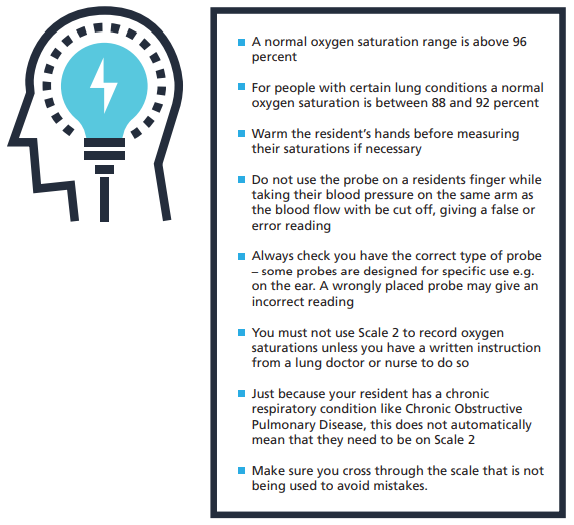 A normal oxygen saturation range is above 96
percent
For people with certain lung conditions a normal
oxygen saturation is between 88 and 92 percent
Warm the resident's hands before measuring
their saturations if necessary
Do not use the probe on a residents finger while
taking their blood pressure on the same arm as
the blood flow with be cut off, giving a false or
error reading
Always check you have the correct type of probe
– some probes are designed for specific use e.g.
on the ear. A wrongly placed probe may give an
incorrect reading
You must not use Scale 2 to record oxygen
saturations unless you have a written instruction
from a lung doctor or nurse to do so
Just because your resident has a chronic
respiratory condition like Chronic Obstructive
Pulmonary Disease, this does not automatically
mean that they need to be on Scale 2
Make sure you cross through the scale that is not
being used to avoid mistakes.